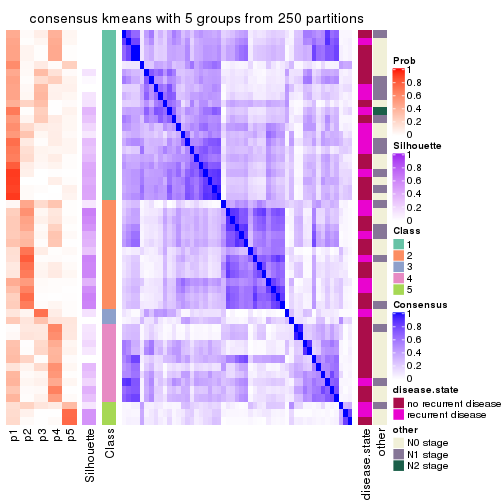 consensus kmeans with 5 groups from 250 partitions
Prob
1
0.8
0.6
0.4
0.2
0
Silhouette
1
0.8
0.6
0.4
0.2
0
Class
1
2
3
4
5
Consensus
1
0.8
0.6
0.4
0.2
0
disease.state
no recurrent disease
recurrent disease
other
N0 stage
N1 stage
N2 stage
p1
p2
p3
p4
p5
Silhouette
Class
disease.state
other